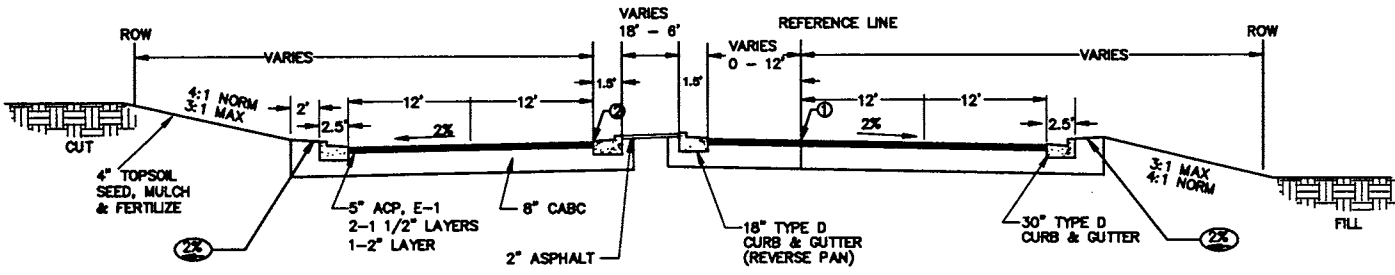 VARIES
18' - 6'
REFERENCE LINE
ROW
ROW
VARIES
VARIES
0 - 12'
VARIES
1.5'
1.5'
4:1 NORM
3:1 MAX
2'
12'
12'
2
1
12'
12'
2.5'
2%
2%
2.5'
CUT
4" TOPSOIL
SEED, MULCH
& FERTILIZE
3:1 MAX
4:1 NORM
5" ACP, E-1
2-1 1/2" LAYERS
1-2" LAYER
8" CABC
18" TYPE D
CURB & GUTTER
(REVERSE PAN)
30" TYPE D
CURB & GUTTER
FILL
2%
2" ASPHALT
2%